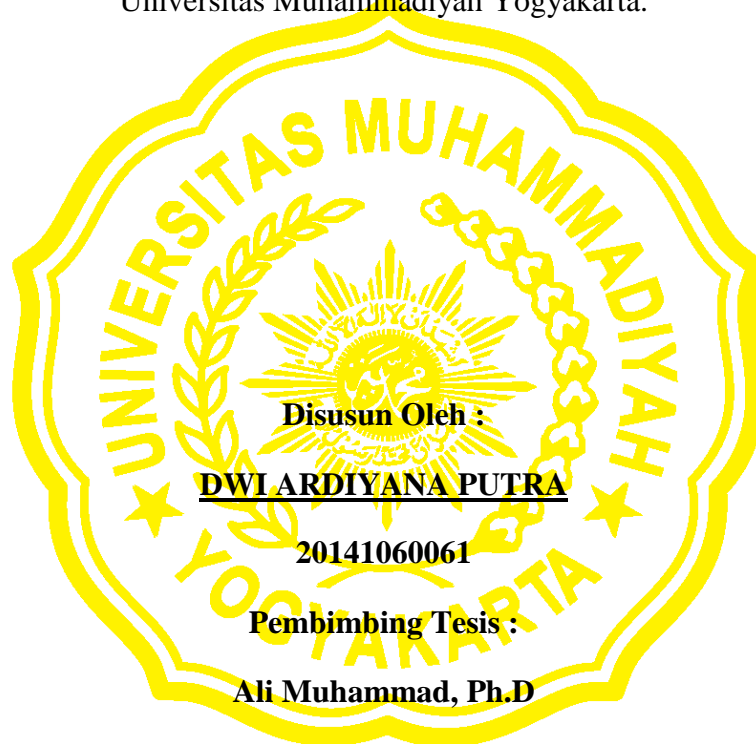 Universitas Muhammadiyah Yogyakarta.
UNIVERSITAS MUHAMMADIYAH
YOGYAKARTA
Disusun Oleh :
DWI ARDIYANA PUTRA
20141060061
Pembimbing Tesis :
Ali Muhammad, Ph.D